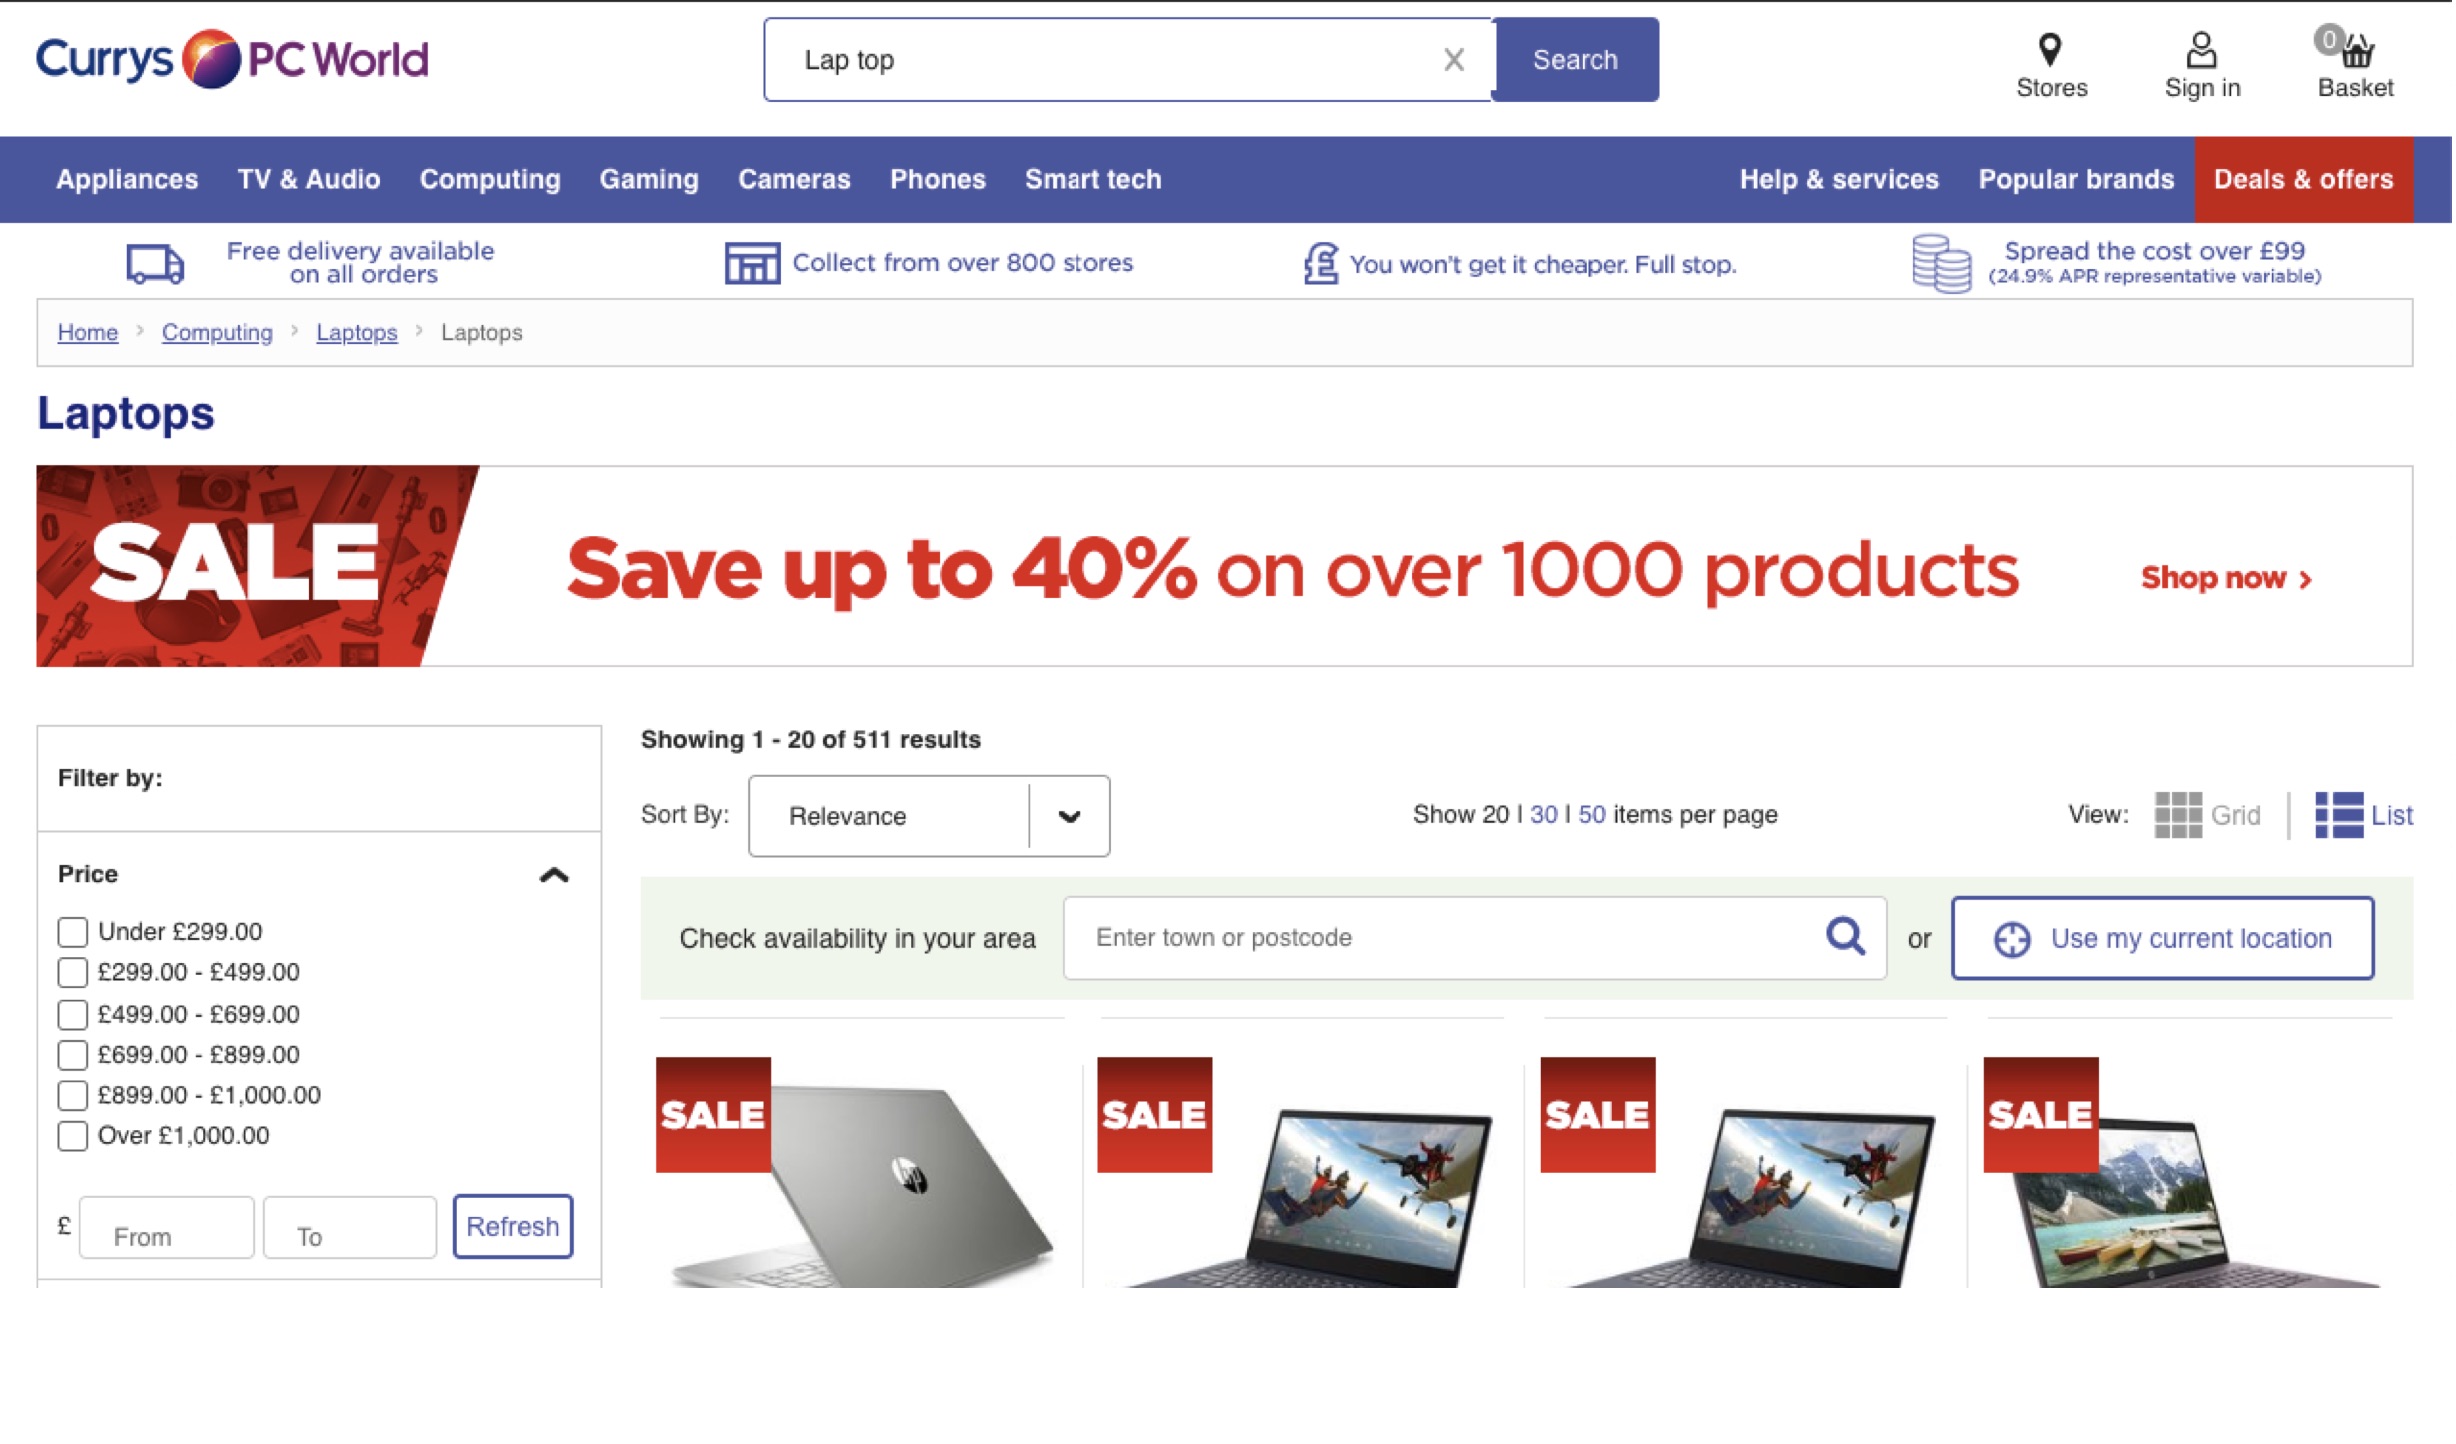 Currys PC World
Lap top
X
Search
Stores
Sign in
0
Basket
Appliances TV & Audio Computing Gaming Cameras Phones Smart tech Help & services Popular brands Deals & offers
Free delivery available
on all orders
Collect from over 800 stores
You won't get it cheaper. Full stop.
Spread the cost over £99
(24.9% APR representative variable)
Home › Computing › Laptops › Laptops
Laptops
SALE
Save up to 40% on over 1000 products
Shop now ›
Filter by:
Price
Under £299.00
£299.00 - £499.00
£499.00 - £699.00
£699.00 - £899.00
£899.00 - £1,000.00
Over £1,000.00
£ From To Refresh
Showing 1 - 20 of 511 results
Sort By: Relevance
Show 20 | 30 | 50 items per page
View: Grid | List
Check availability in your area
Enter town or postcode
or
Use my current location
SALE
hp
SALE
SALE
SALE